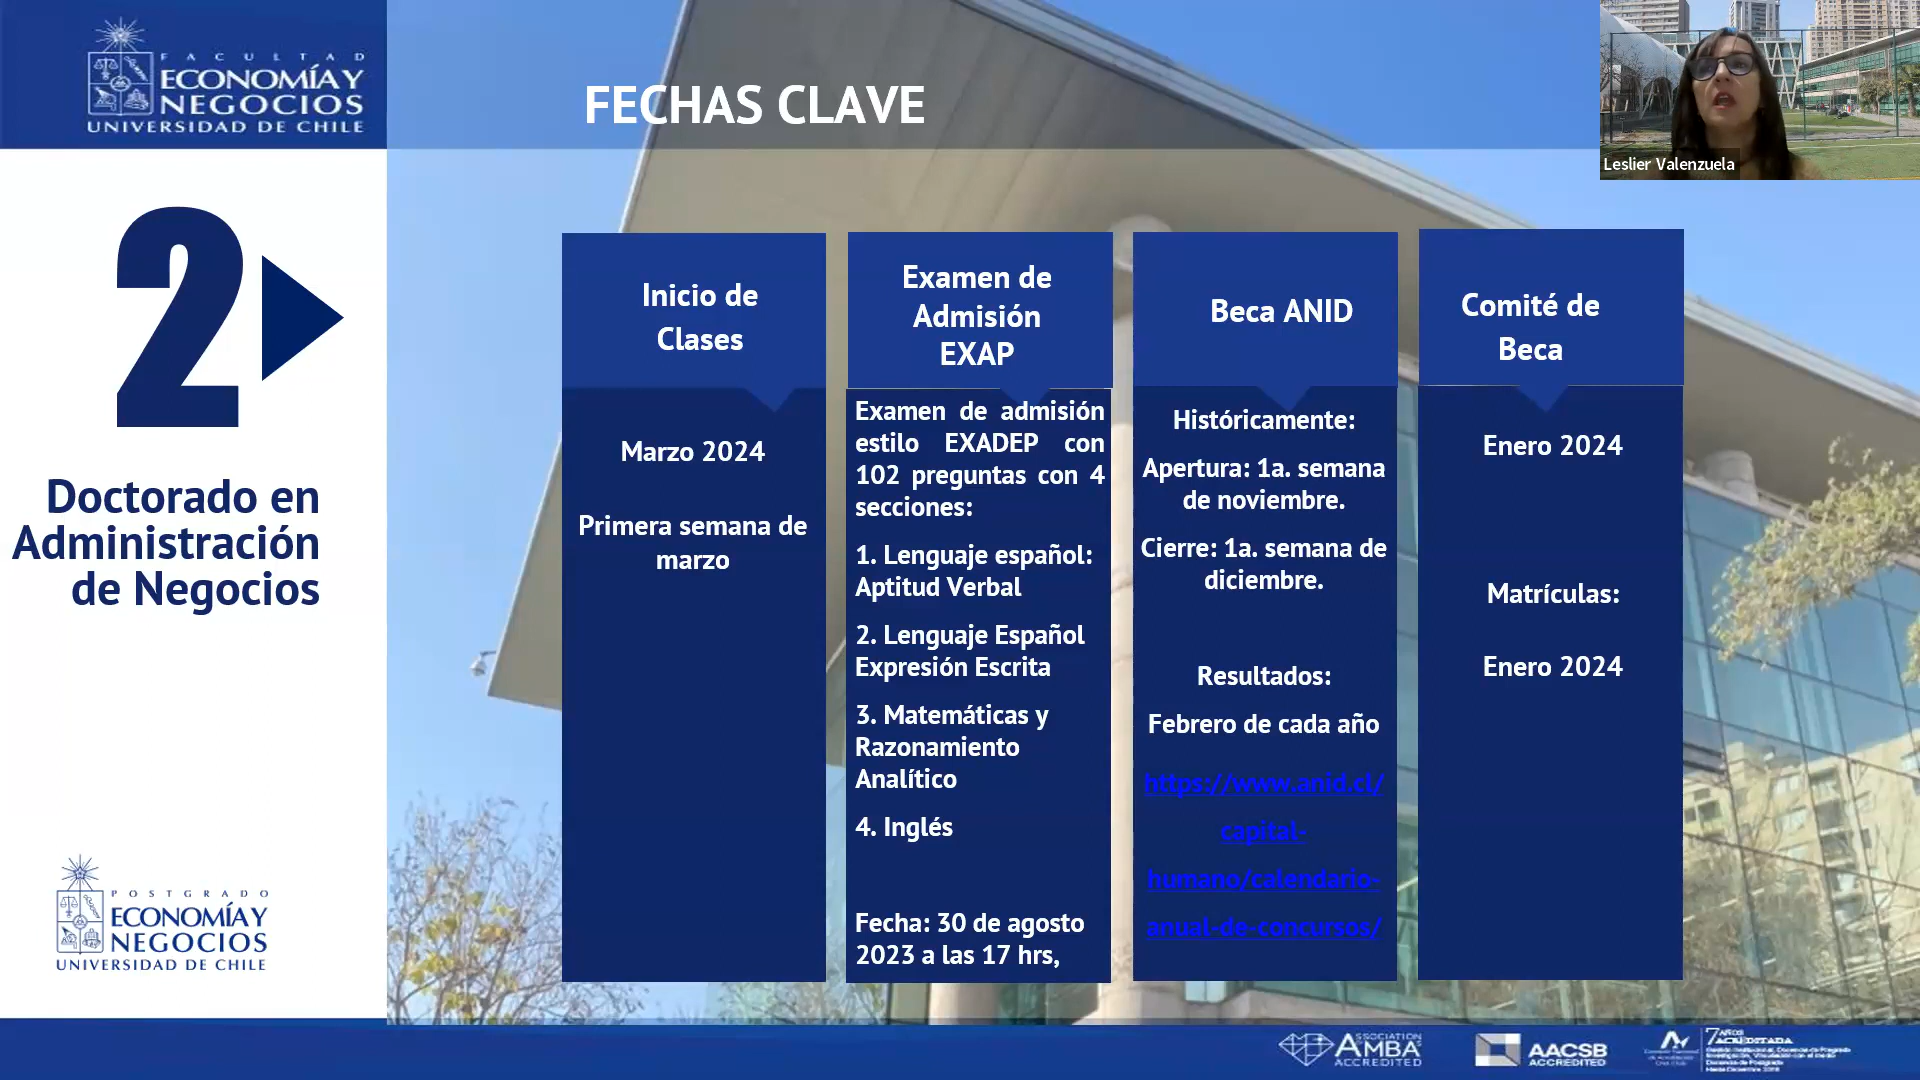 FACULTAD
ECONOMÍA Y
NEGOCIOS
UNIVERSIDAD DE CHILE
FECHAS CLAVE
Leslier Valenzuela
2
Doctorado en
Administración
de Negocios
Inicio de
Clases
Marzo 2024
Primera semana de
marzo
Examen de
Admisión
EXAP
Examen de admisión
estilo EXADEP con
102 preguntas con 4
secciones:
1. Lenguaje español:
Aptitud Verbal
2. Lenguaje Español
Expresión Escrita
3. Matemáticas y
Razonamiento
Analítico
4. Inglés
Fecha: 30 de agosto
2023 a las 17 hrs,
Beca ANID
Históricamente:
Apertura: 1a. semana
de noviembre.
Cierre: 1a. semana de
diciembre.
Resultados:
Febrero de cada año
https://www.anid.cl/
capital-
humano/calendario-
anual-de-concursos/
Comité de
Beca
Enero 2024
Matrículas:
Enero 2024
POSTGRADO
ECONOMÍA Y
NEGOCIOS
UNIVERSIDAD DE CHILE
ASSOCIATION
AMBA
ACCREDITED
AACSB
ACCREDITED
7 AÑOS
ACREDITADA